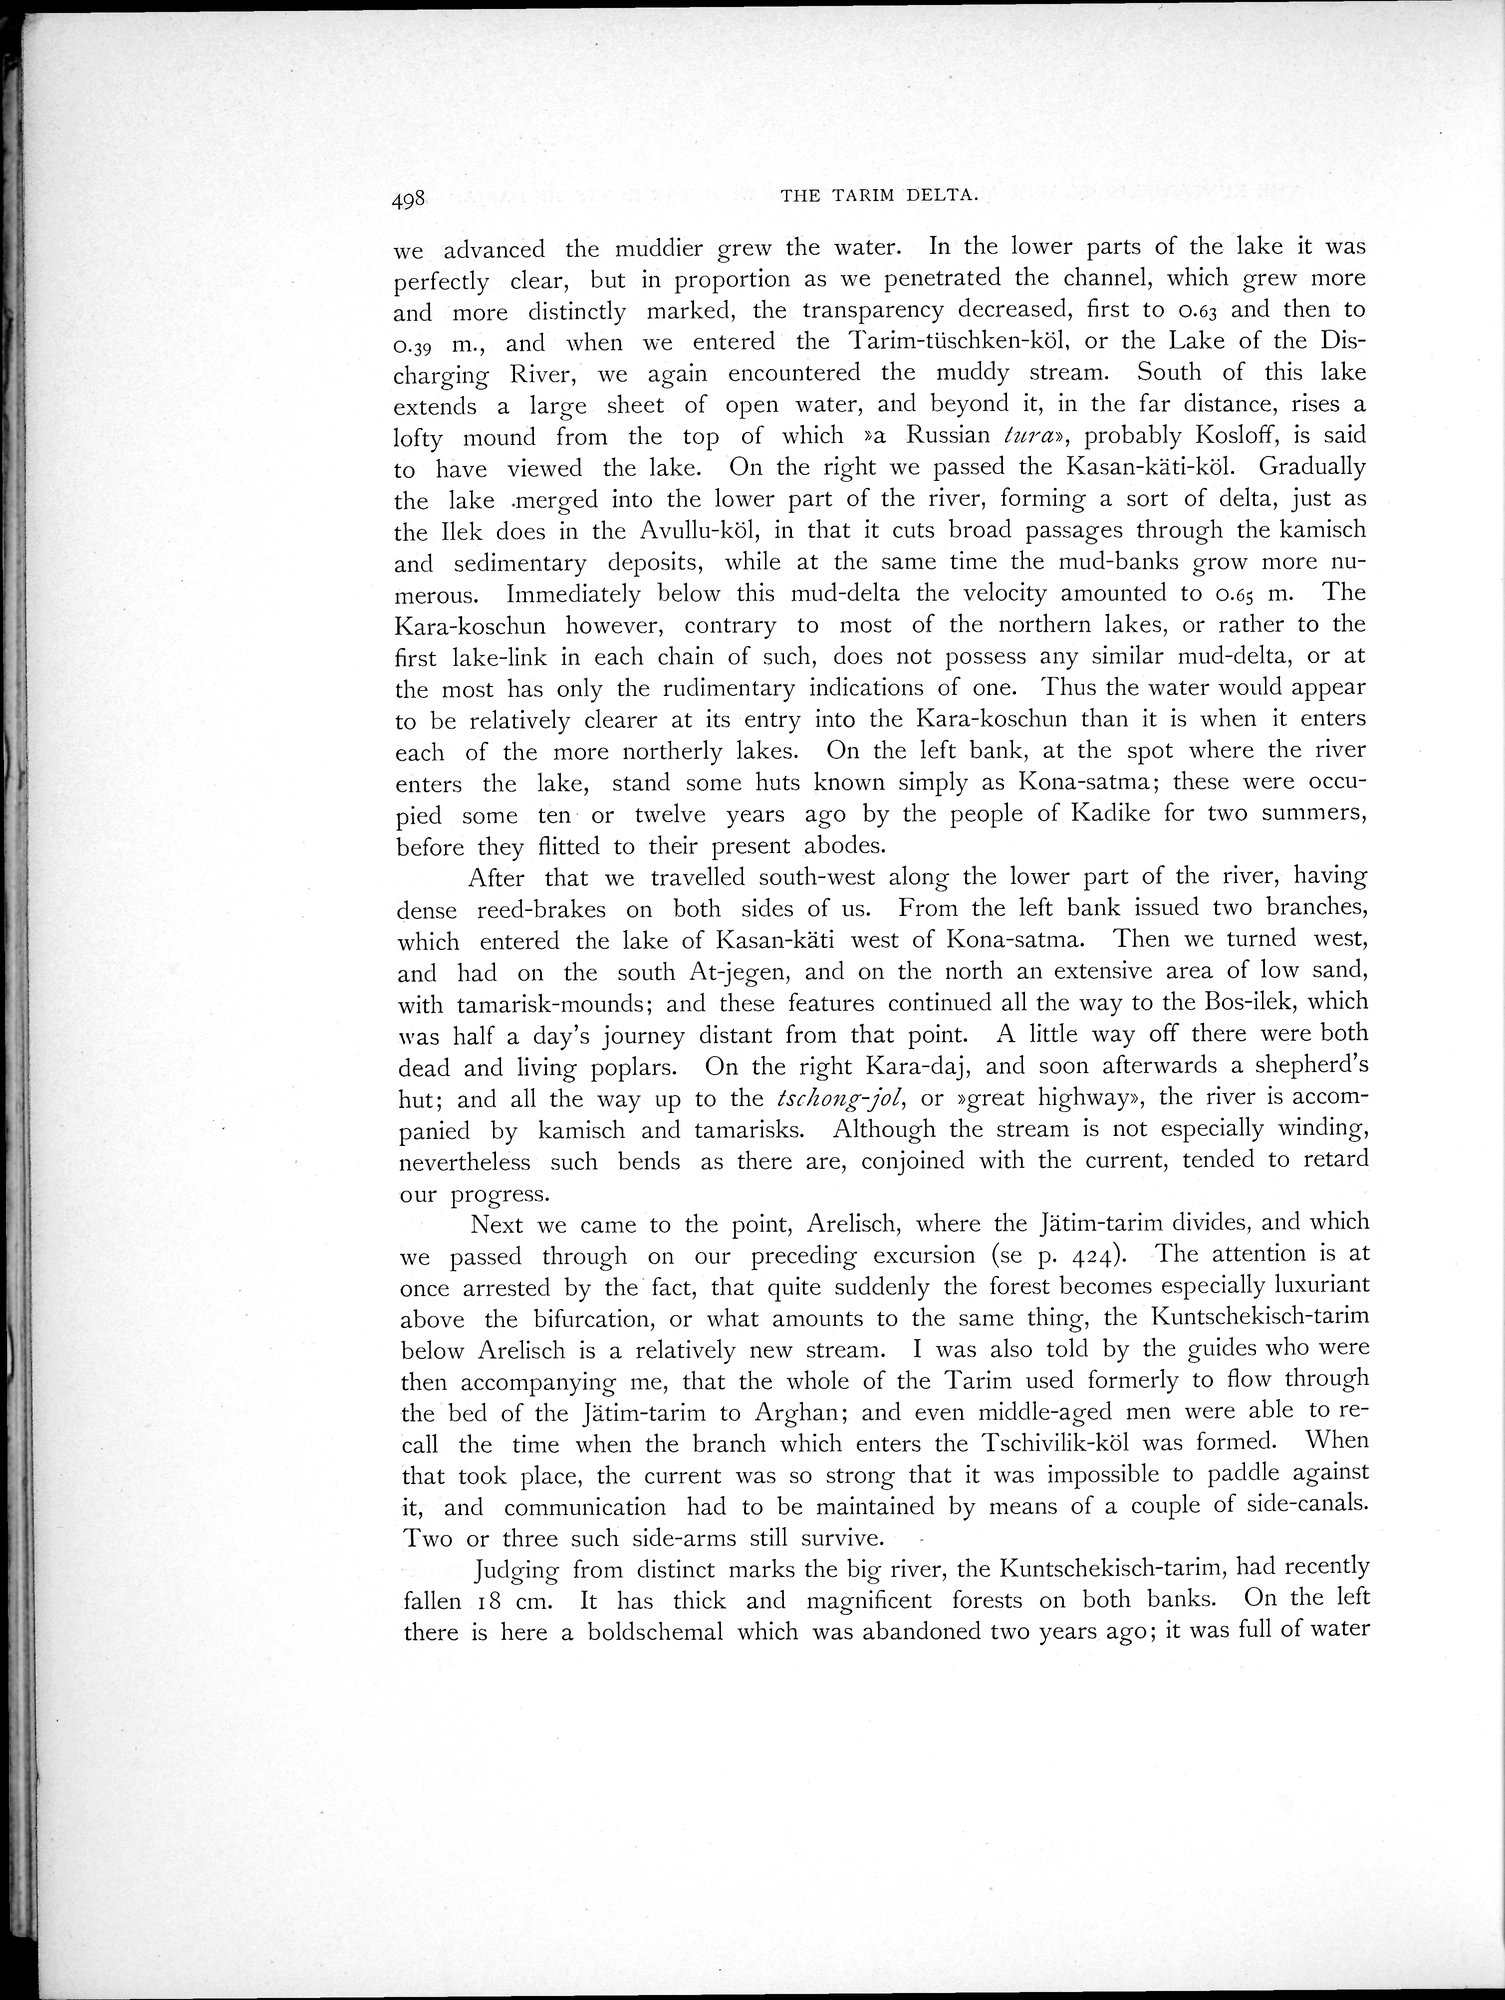 498
THE TARIM DELTA.
we advanced the muddier grew the water. In the lower parts of the lake it was
perfectly clear, but in proportion as we penetrated the channel, which grew more
and more distinctly marked, the transparency decreased, first to 0.63 and then to
0.39 m., and when we entered the Tarim-tüschken-köl, or the Lake of the Dis-
charging River, we again encountered the muddy stream. South of this lake
extends a large sheet of open water, and beyond it, in the far distance, rises a
lofty mound from the top of which »a Russian tura», probably Kosloff, is said
to have viewed the lake. On the right we passed the Kasan-käti-köl. Gradually
the lake merged into the lower part of the river, forming a sort of delta, just as
the Ilek does in the Avullu-köl, in that it cuts broad passages through the kamisch
and sedimentary deposits, while at the same time the mud-banks grow more nu-
merous. Immediately below this mud-delta the velocity amounted to 0.65 m. The
Kara-koschun however, contrary to most of the northern lakes, or rather to the
first lake-link in each chain of such, does not possess any similar mud-delta, or at
the most has only the rudimentary indications of one. Thus the water would appear
to be relatively clearer at its entry into the Kara-koschun than it is when it enters
each of the more northerly lakes. On the left bank, at the spot where the river
enters the lake, stand some huts known simply as Kona-satma; these were occu-
pied some ten or twelve years ago by the people of Kadike for two summers,
before they flitted to their present abodes.
After that we travelled south-west along the lower part of the river, having
dense reed-brakes on both sides of us. From the left bank issued two branches,
which entered the lake of Kasan-käti west of Kona-satma. Then we turned west,
and had on the south At-jegen, and on the north an extensive area of low sand,
with tamarisk-mounds; and these features continued all the way to the Bos-ilek, which
was half a day's journey distant from that point. A little way off there were both
dead and living poplars. On the right Kara-daj, and soon afterwards a shepherd's
hut; and all the way up to the tschong-jol, or »great highway», the river is accom-
panied by kamisch and tamarisks. Although the stream is not especially winding,
nevertheless such bends as there are, conjoined with the current, tended to retard
our progress.
Next we came to the point, Arelisch, where the Jätim-tarim divides, and which
we passed through on our preceding excursion (se p. 424). The attention is at
once arrested by the fact, that quite suddenly the forest becomes especially luxuriant
above the bifurcation, or what amounts to the same thing, the Kuntschekisch-tarim
below Arelisch is a relatively new stream. I was also told by the guides who were
then accompanying me, that the whole of the Tarim used formerly to flow through
the bed of the Jätim-tarim to Arghan; and even middle-aged men were able to re-
call the time when the branch which enters the Tschivilik-köl was formed. When
that took place, the current was so strong that it was impossible to paddle against
it, and communication had to be maintained by means of a couple of side-canals.
Two or three such side-arms still survive.
Judging from distinct marks the big river, the Kuntschekisch-tarim, had recently
fallen 18 cm. It has thick and magnificent forests on both banks. On the left
there is here a boldschemal which was abandoned two years ago; it was full of water